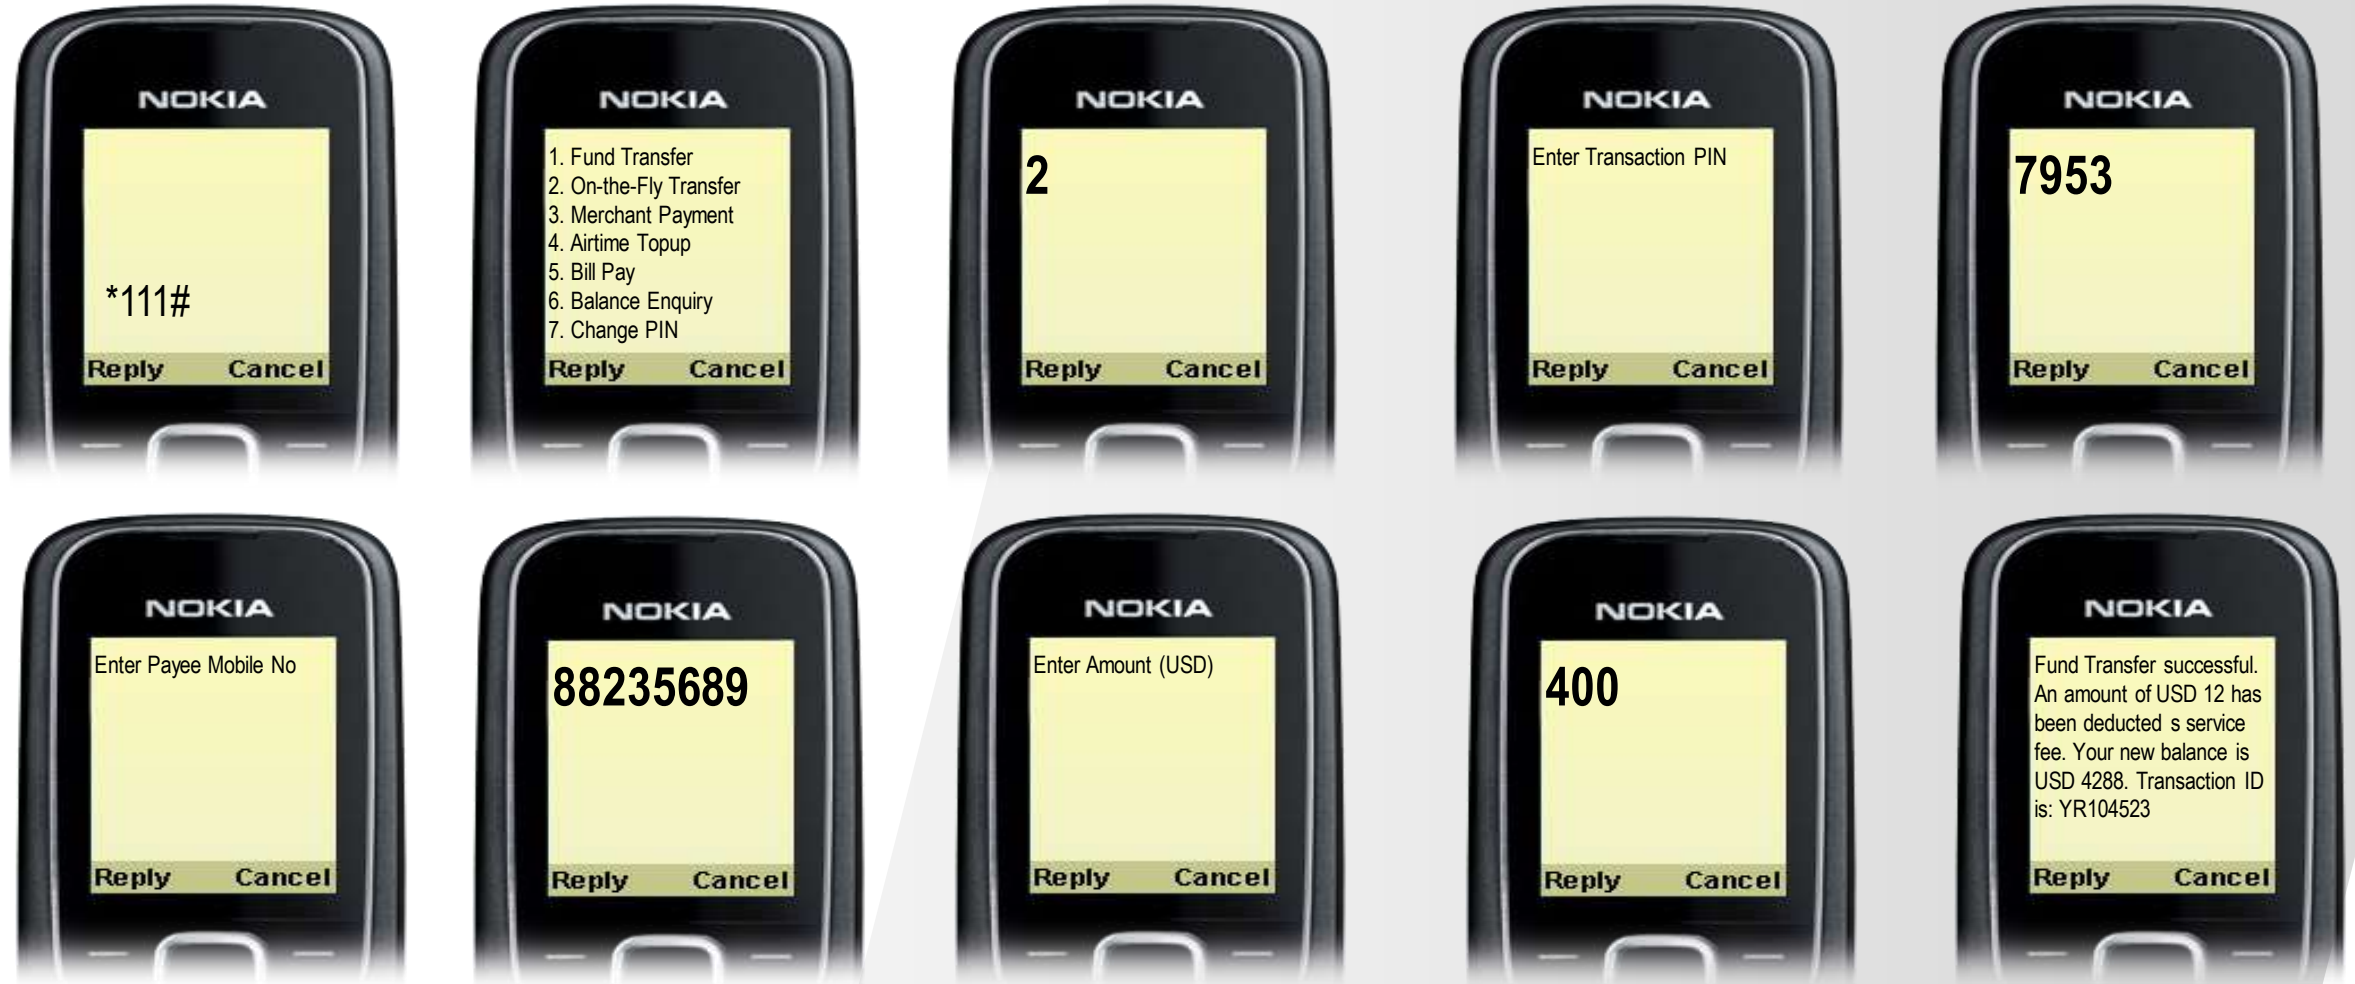 NOKIA
*111#
Reply Cancel
NOKIA
1. Fund Transfer
2. On-the-Fly Transfer
3. Merchant Payment
4. Airtime Topup
5. Bill Pay
6. Balance Enquiry
7. Change PIN
Reply Cancel
NOKIA
2
Reply Cancel
NOKIA
Enter Transaction PIN
Reply Cancel
NOKIA
7953
Reply Cancel
NOKIA
Enter Payee Mobile No
Reply Cancel
NOKIA
88235689
Reply Cancel
NOKIA
Enter Amount (USD)
Reply Cancel
NOKIA
400
Reply Cancel
NOKIA
Fund Transfer successful.
An amount of USD 12 has
been deducted s service
fee. Your new balance is
USD 4288. Transaction ID
is: YR104523
Reply Cancel